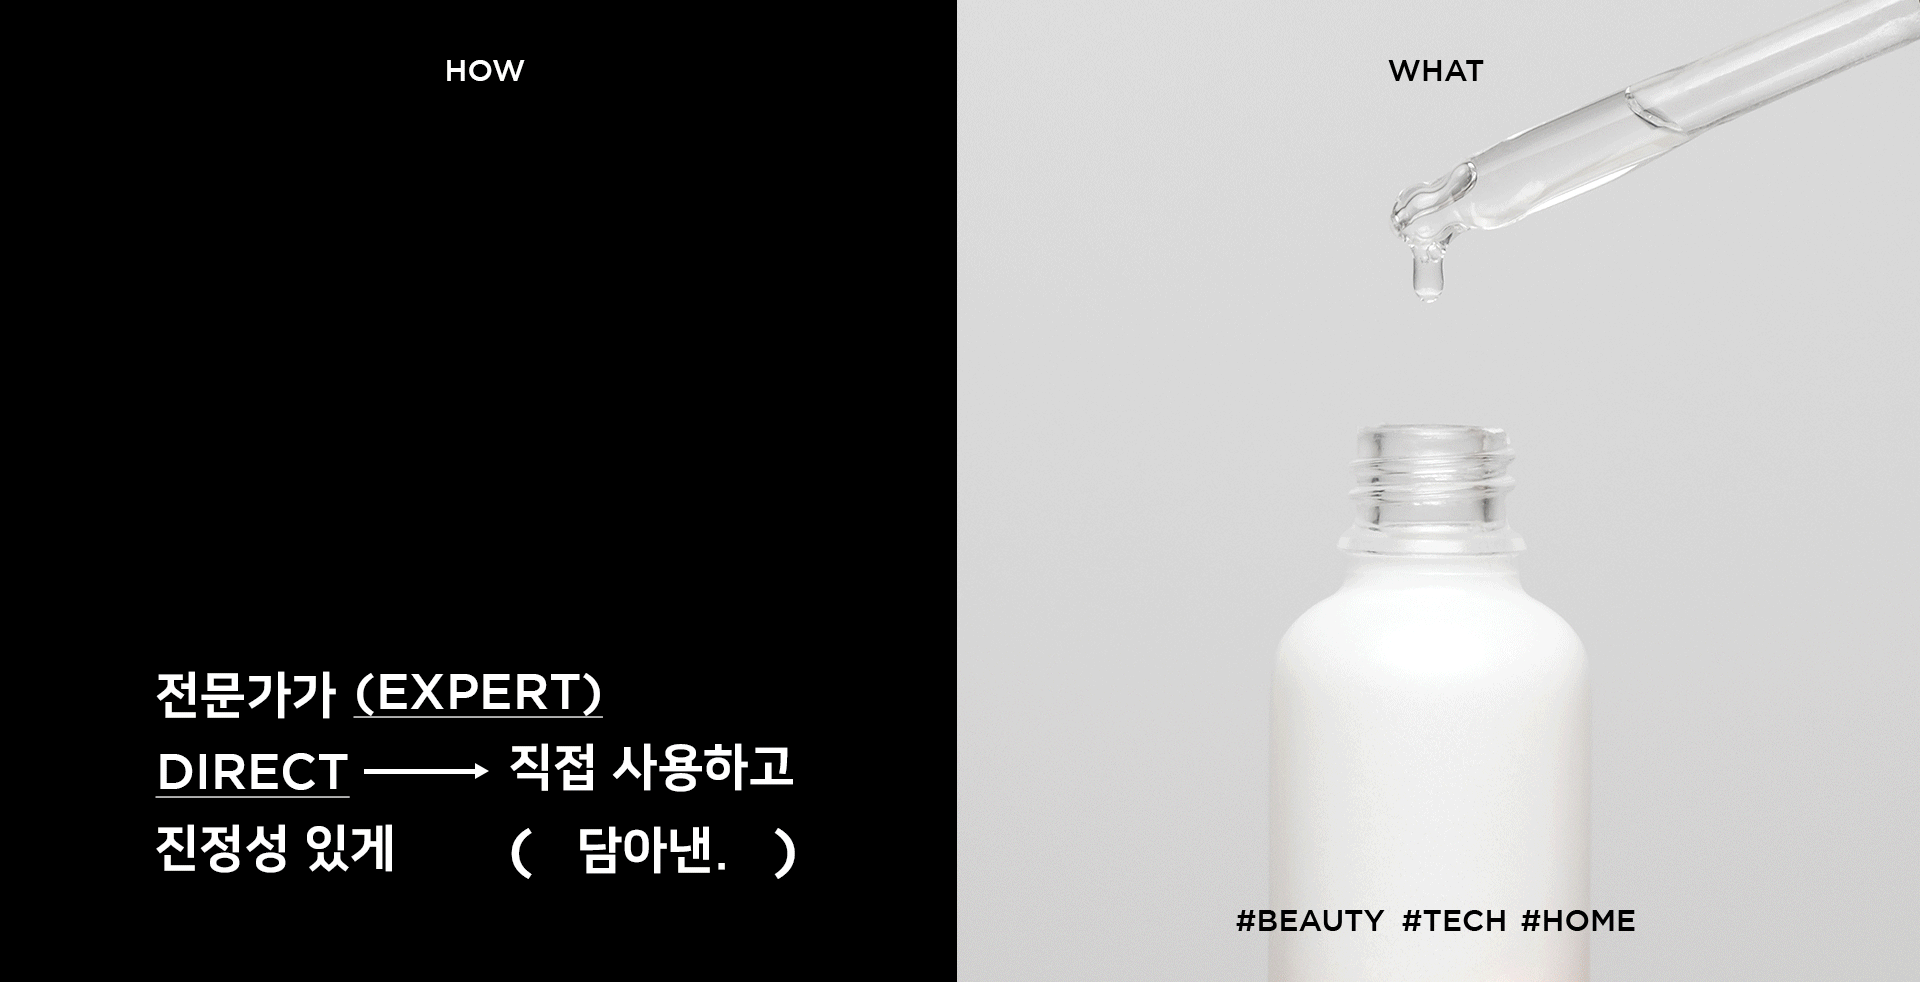 HOW
전문가가 (EXPERT)
DIRECT → 직접 사용하고
진정성 있게 ( 담아낸. )
WHAT
#BEAUTY #TECH #HOME